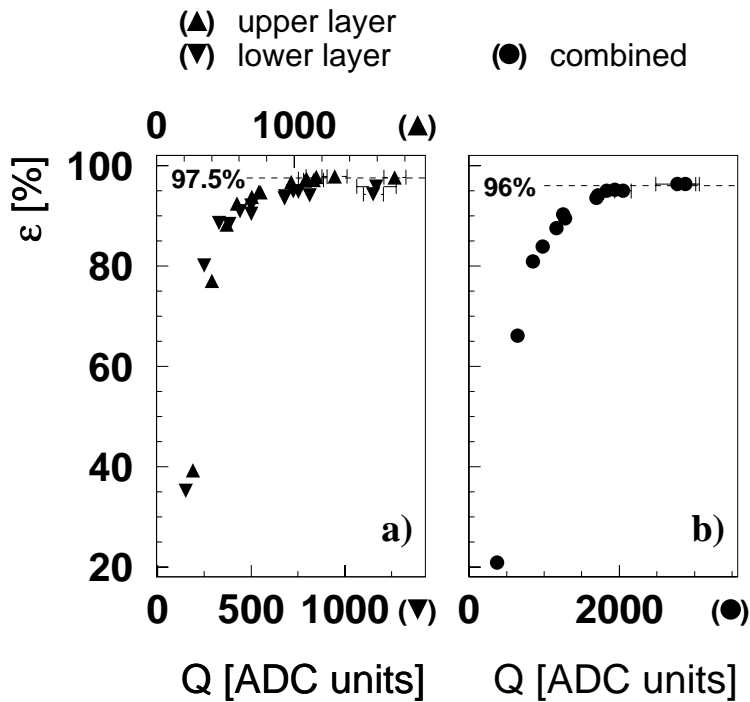 (▲) upper layer
(▼) lower layer (●) combined
0 1000 (▲)
100
97.5% 96%
80
60
40
20
ε [%]
a) b)
0 500 1000 (▼) 0 2000 (●)
Q [ADC units] Q [ADC units]